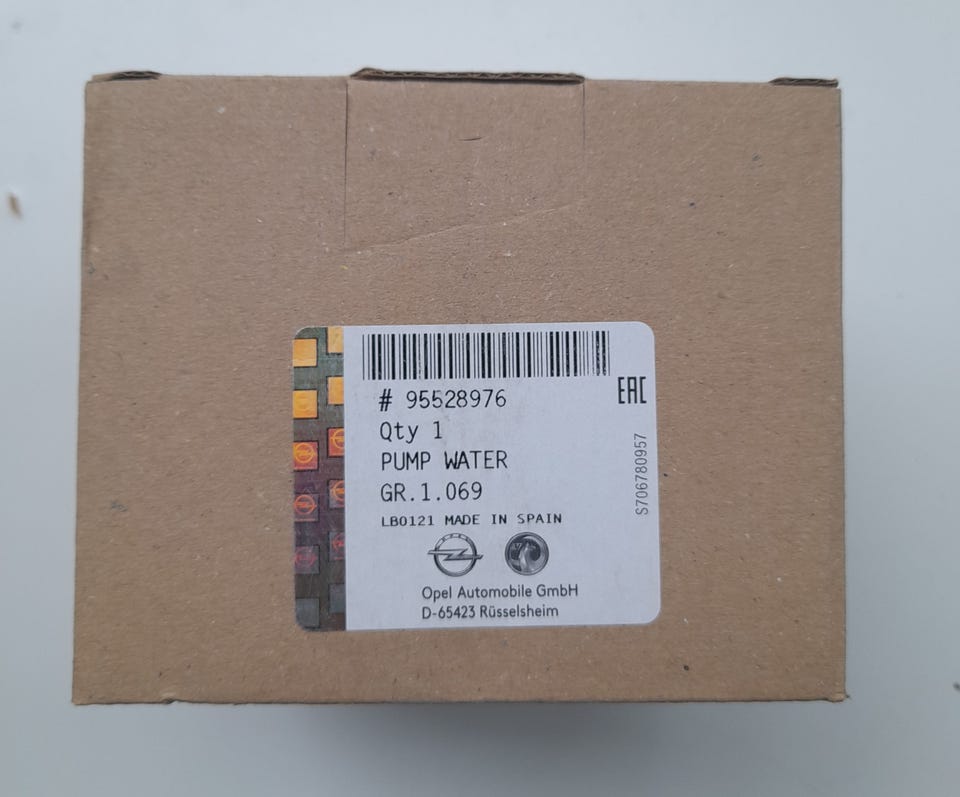 # 95528976
EAC
Qty 1
PUMP WATER
GR.1.069
S706780957
LB0121 MADE IN SPAIN
OPEL
Opel Automobile GmbH
D-65423 Rüsselsheim